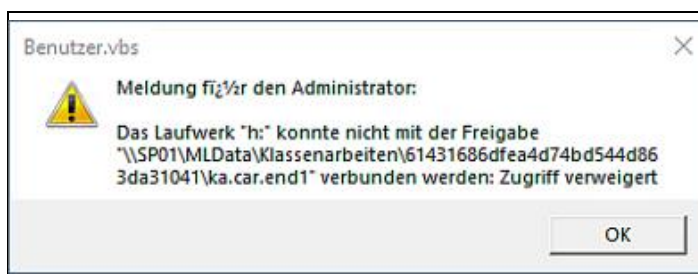 Benutzer.vbs
Meldung fï¿½r den Administrator:
Das Laufwerk "h:" konnte nicht mit der Freigabe
"\\SP01\MLData\Klassenarbeiten\61431686dfea4d74bd544d86
3da31041\ka.car.end1" verbunden werden: Zugriff verweigert
OK